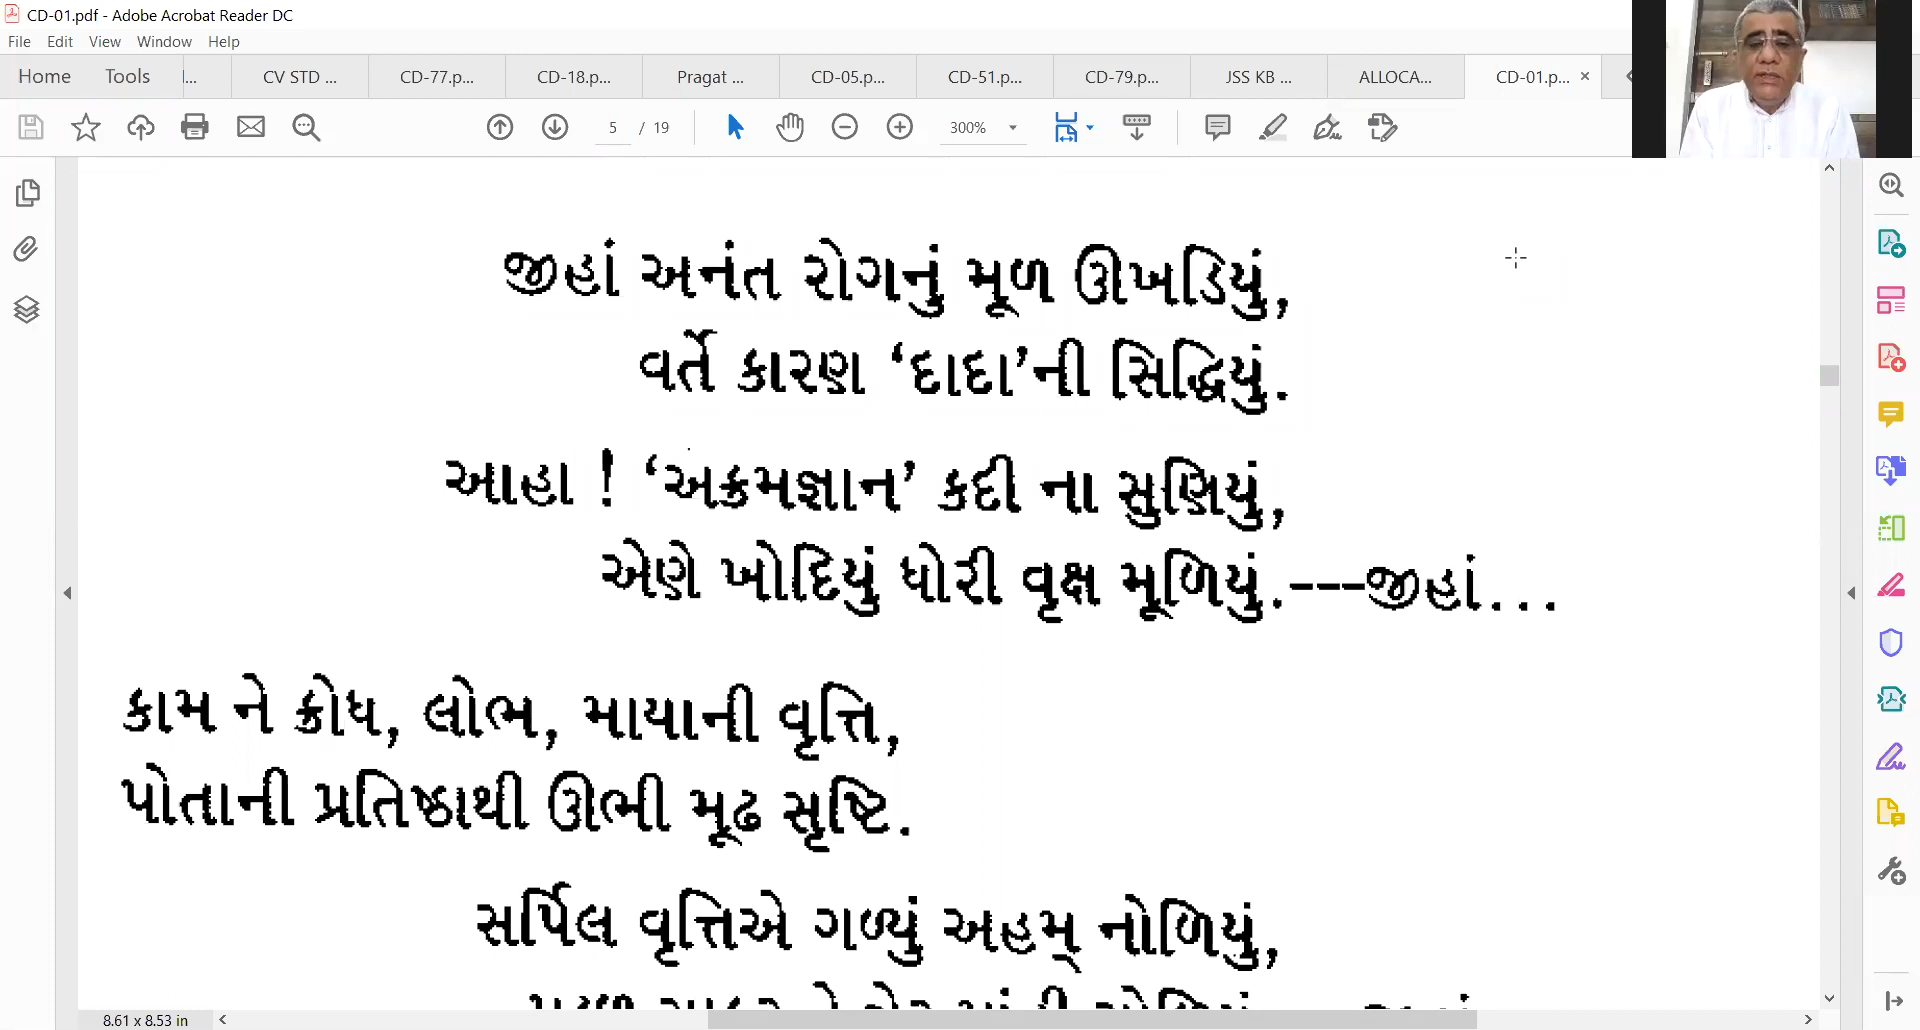 CD-01.pdf - Adobe Acrobat Reader DC
File Edit View Window Help
Home Tools l... CV STD ... CD-77.p... CD-18.p... Pragat ... CD-05.p... CD-51.p... CD-79.p... JSS KB ... ALLOCA... CD-01.p... ×
5 / 19 300%
જીહાં અનંત રોગનું મૂળ ઊખડિયું,
વર્તે કારણ ‘દાદા’ની સિદ્ધિયું.
આહા ! ‘અક્રમજ્ઞાન’ કદી ના સુણિયું,
એણે ખોદિયું ધોરી વૃક્ષ મૂળિયું.---જીહાં...
કામ ને ક્રોધ, લોભ, માયાની વૃત્તિ,
પોતાની પ્રતિષ્ઠાથી ઊભી મૂઢ સૃષ્ટિ.
સર્પિલ વૃત્તિએ ગળ્યું અહમ્ નોળિયું,
8.61 x 8.53 in